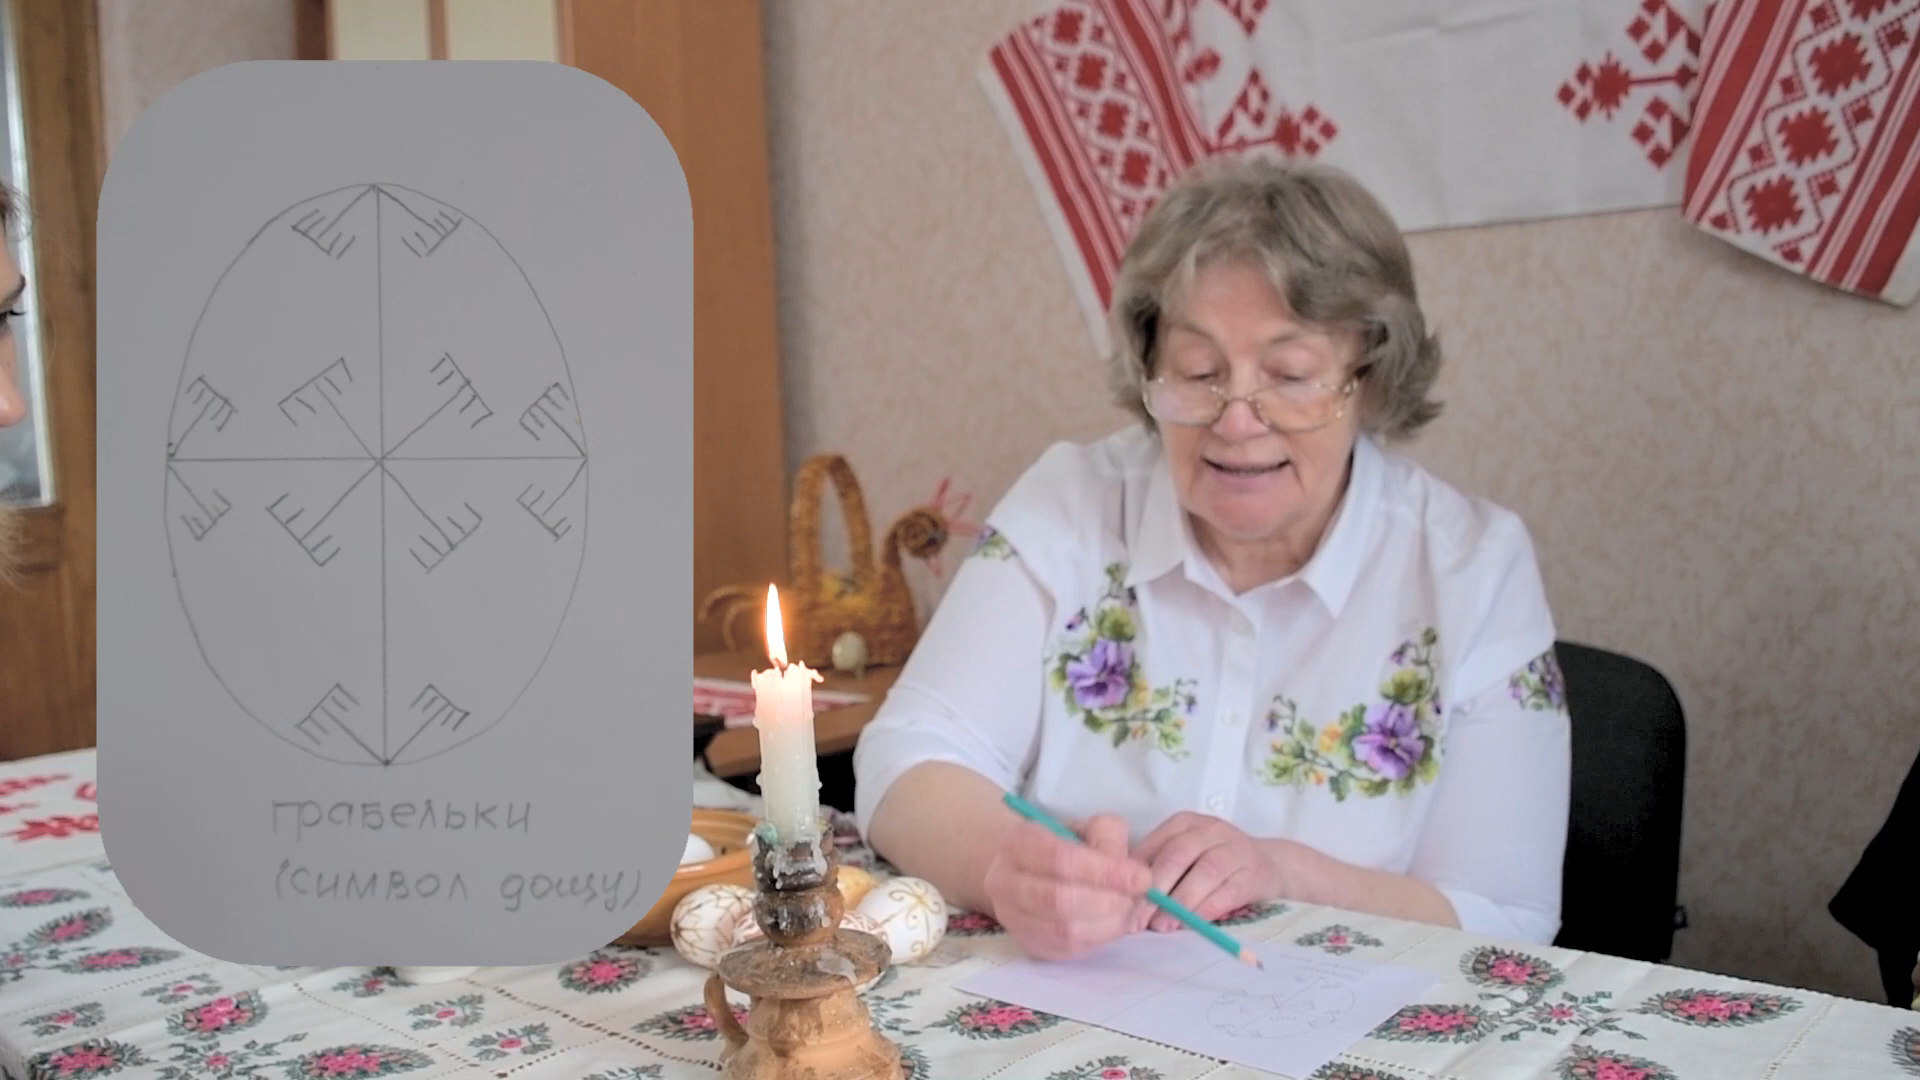 грабельки
(символ дощу)